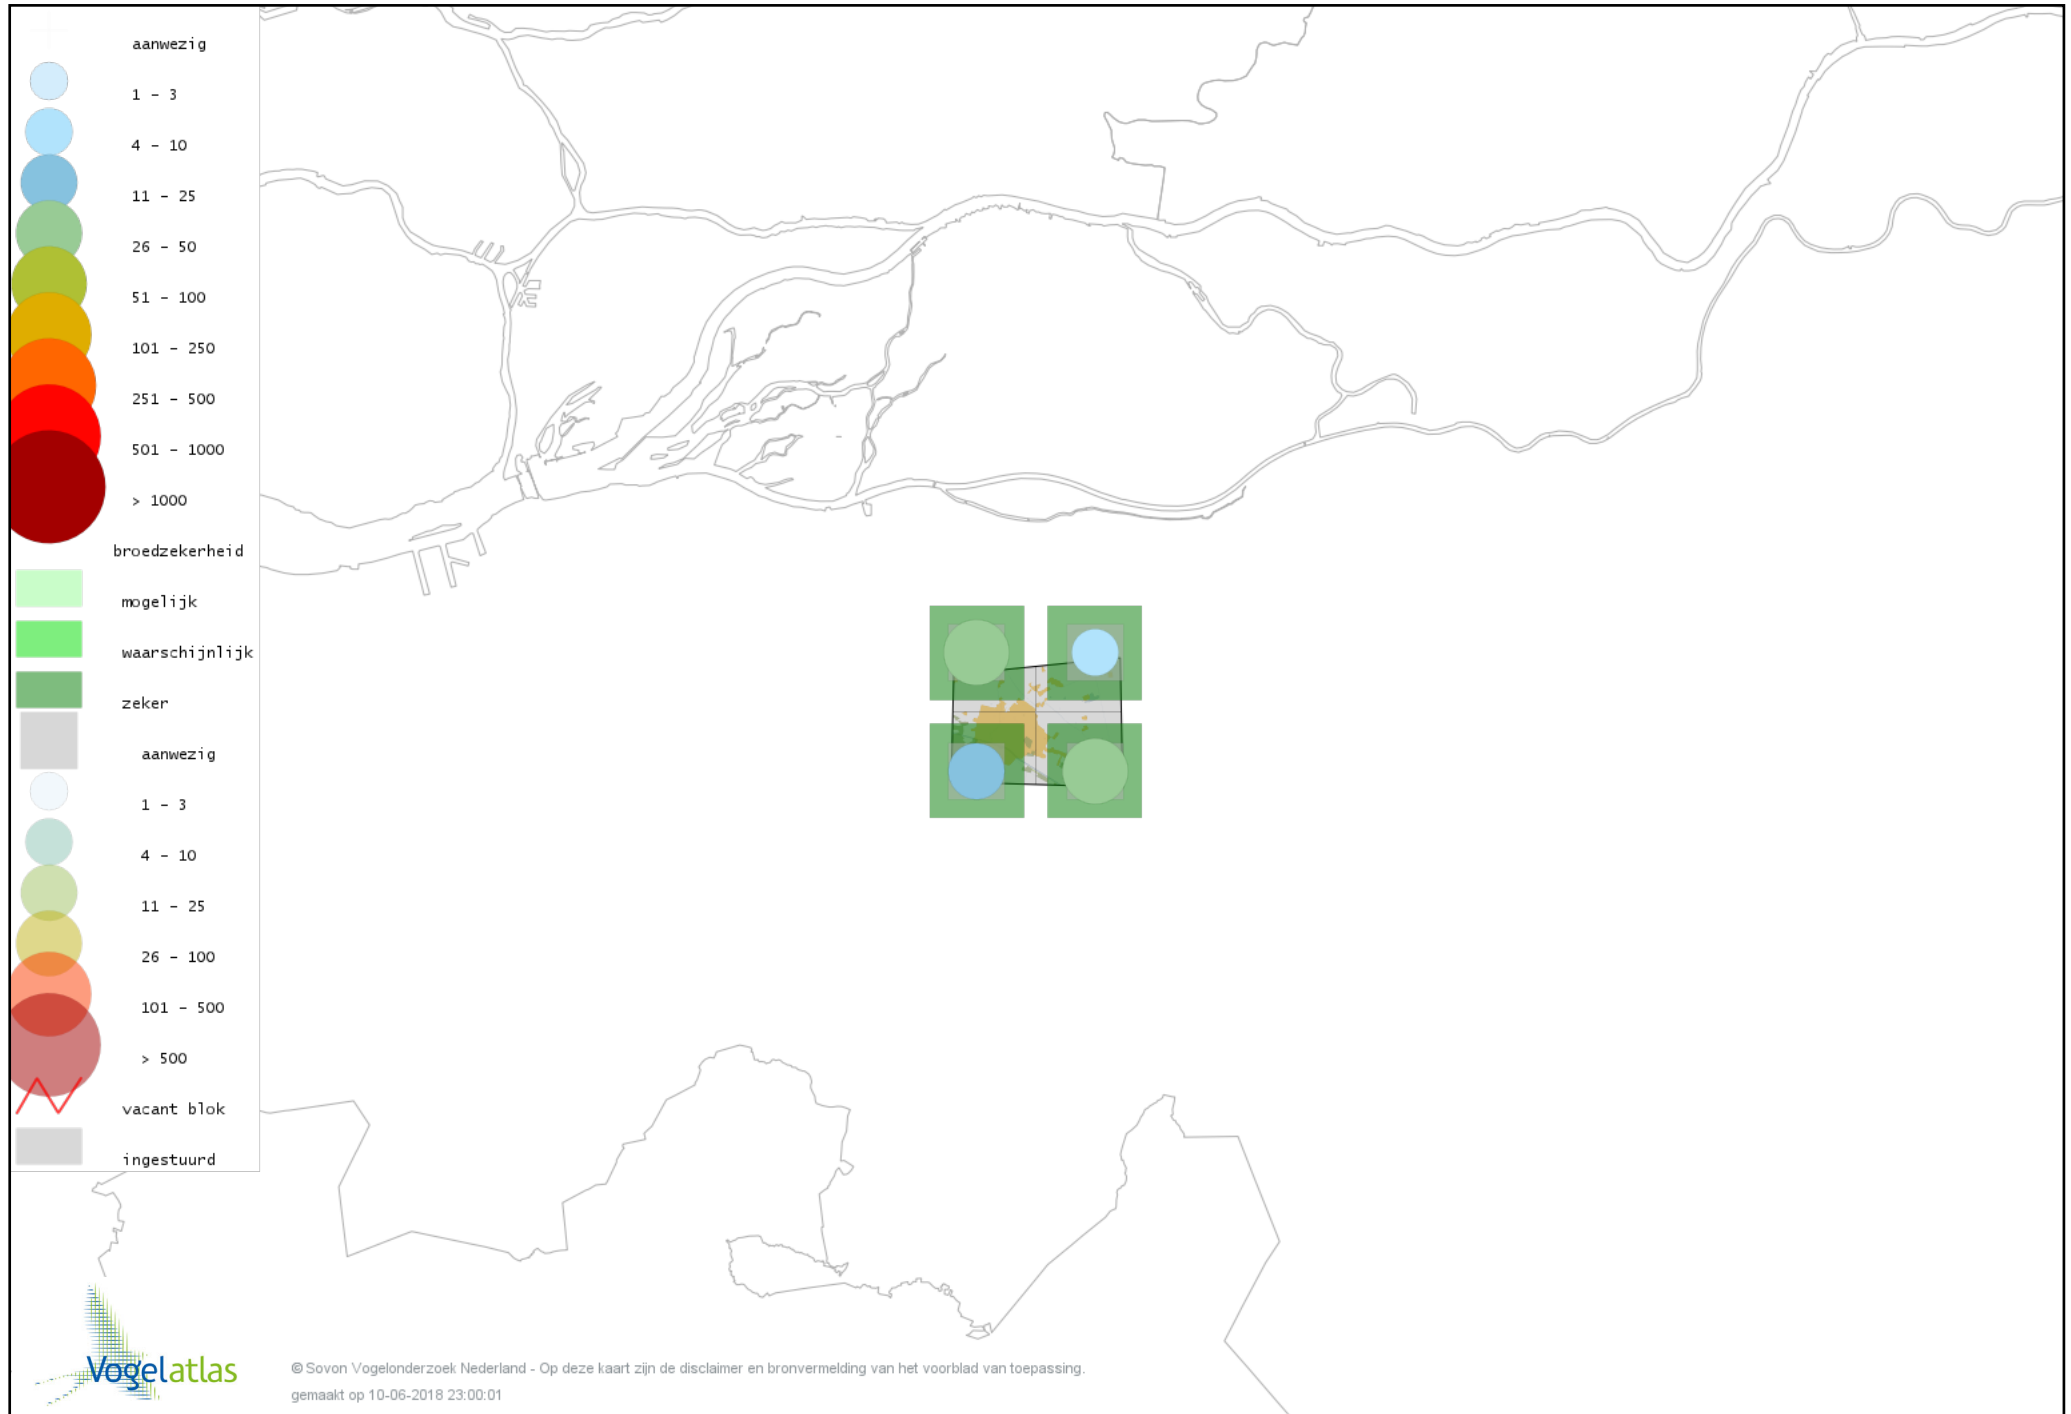 aanwezig
1 - 3
4 - 10
11 - 25
26 - 50
51 - 100
101 - 250
251 - 500
501 - 1000
> 1000
broedzekerheid
mogelijk
waarschijnlijk
zeker
aanwezig
1 - 3
4 - 10
11 - 25
26 - 100
101 - 500
> 500
vacant blok
ingestuurd
Vogelatlas
© Sovon Vogelonderzoek Nederland - Op deze kaart zijn de disclaimer en bronvermelding van het voorblad van toepassing.
gemaakt op 10-06-2018 23:00:01